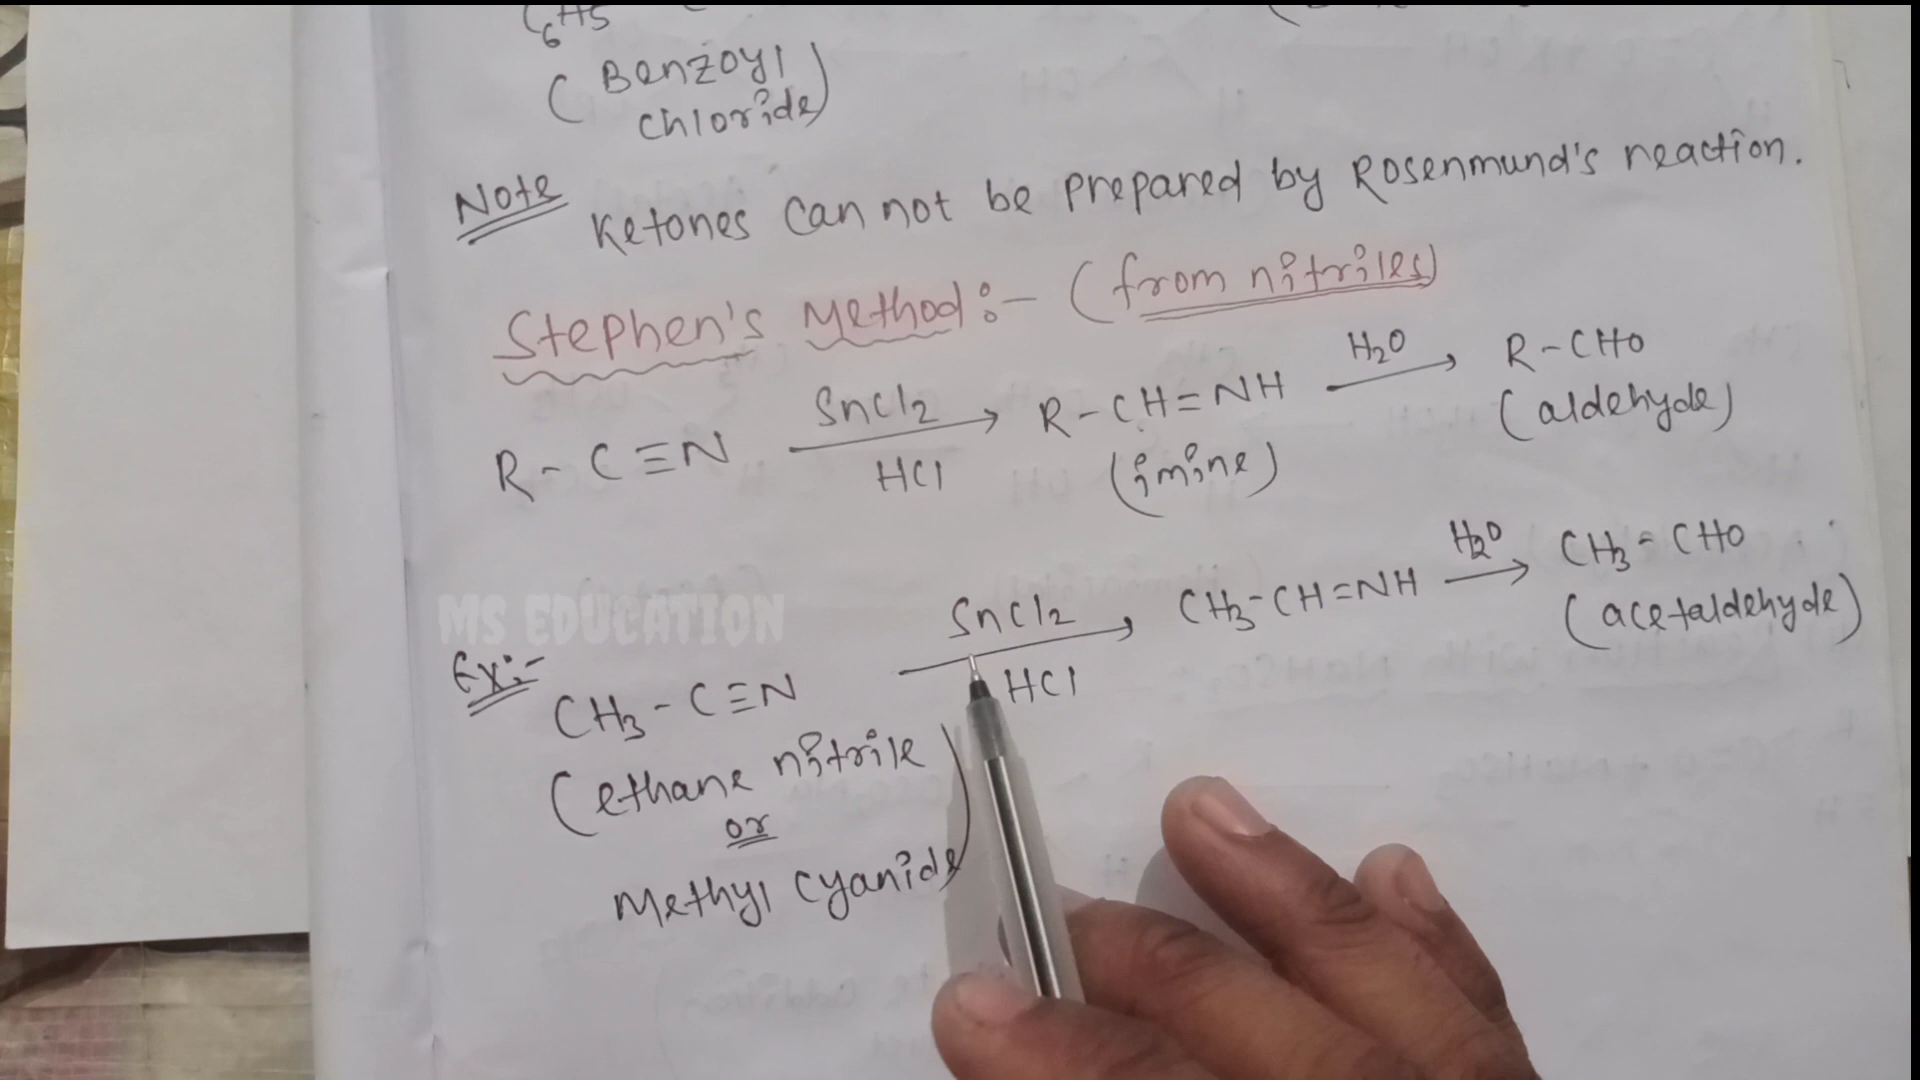 C6H5
( Benzoyl
chloride)
Note Ketones can not be prepared by Rosenmund's reaction.
Stephen's Method:- (from nitriles)
R-C≡N SnCl2 HCl → R-CH=NH (imine) H2O → R-CHO (aldehyde)
MS EDUCATION
Ex:- CH3-C≡N SnCl2 HCl → CH3-CH=NH H2O → CH3-CHO (acetaldehyde)
(ethane nitrile
or
Methyl cyanide)